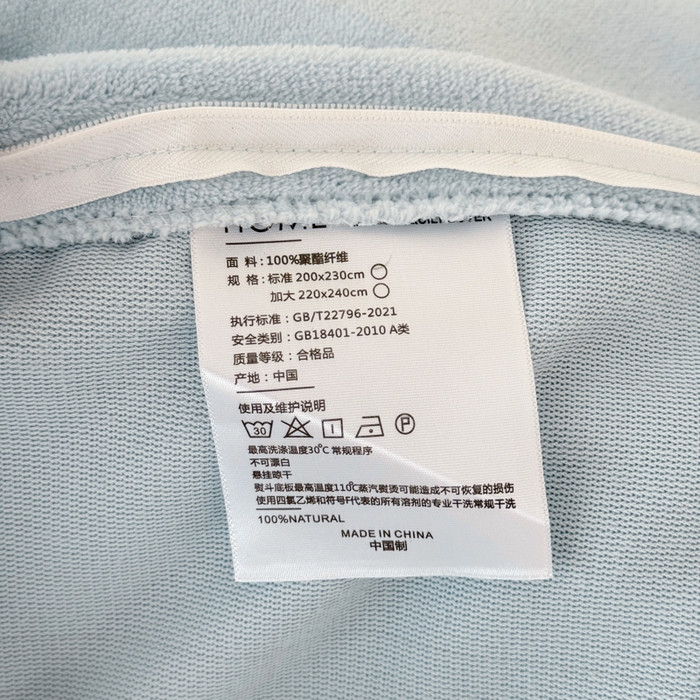 面 料：100%聚酯纤维
规 格：标准 200x230cm
加大 220x240cm
执行标准：GB/T22796-2021
安全类别：GB18401-2010 A类
质量等级：合格品
产地：中国
使用及维护说明
30 P
最高洗涤温度30℃ 常规程序
不可漂白
悬挂晾干
熨斗底板最高温度110℃蒸汽熨烫可能造成不可恢复的损伤
使用四氯乙烯和符号F代表的所有溶剂的专业干洗常规干洗
100%NATURAL
MADE IN CHINA
中国制